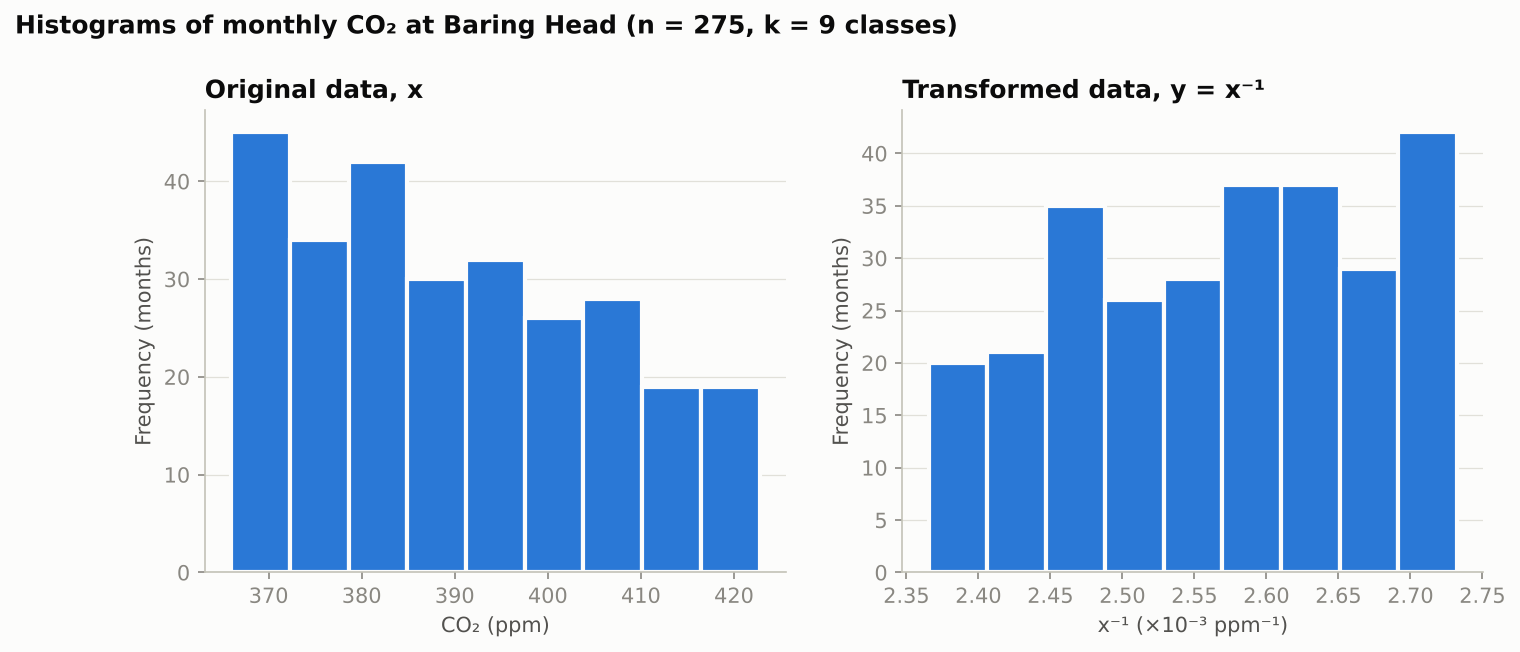 Histograms of monthly CO₂ at Baring Head (n = 275, k = 9 classes)
Original data, x
Frequency (months)
40
30
20
10
0
370 380 390 400 410 420
CO₂ (ppm)
Transformed data, y = x⁻¹
Frequency (months)
40
35
30
25
20
15
10
5
0
2.35 2.40 2.45 2.50 2.55 2.60 2.65 2.70 2.75
x⁻¹ (×10⁻³ ppm⁻¹)